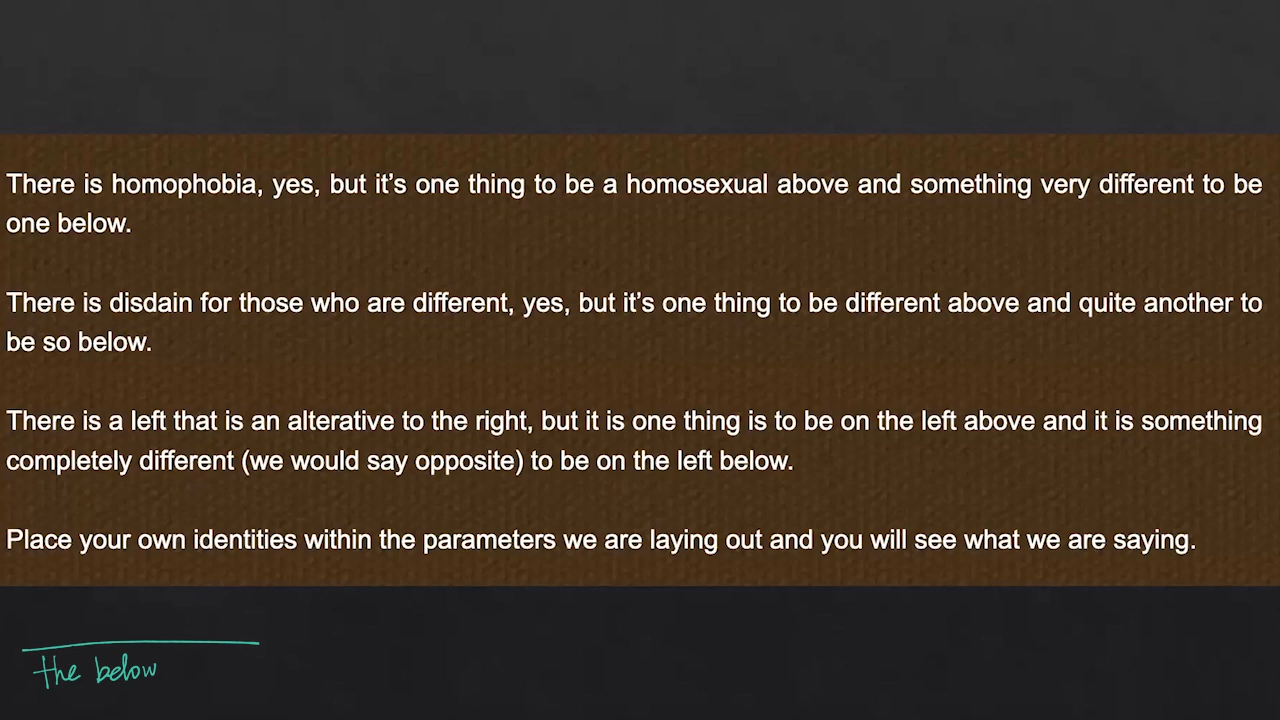 There is homophobia, yes, but it’s one thing to be a homosexual above and something very different to be
one below.
There is disdain for those who are different, yes, but it’s one thing to be different above and quite another to
be so below.
There is a left that is an alterative to the right, but it is one thing is to be on the left above and it is something
completely different (we would say opposite) to be on the left below.
Place your own identities within the parameters we are laying out and you will see what we are saying.
the below